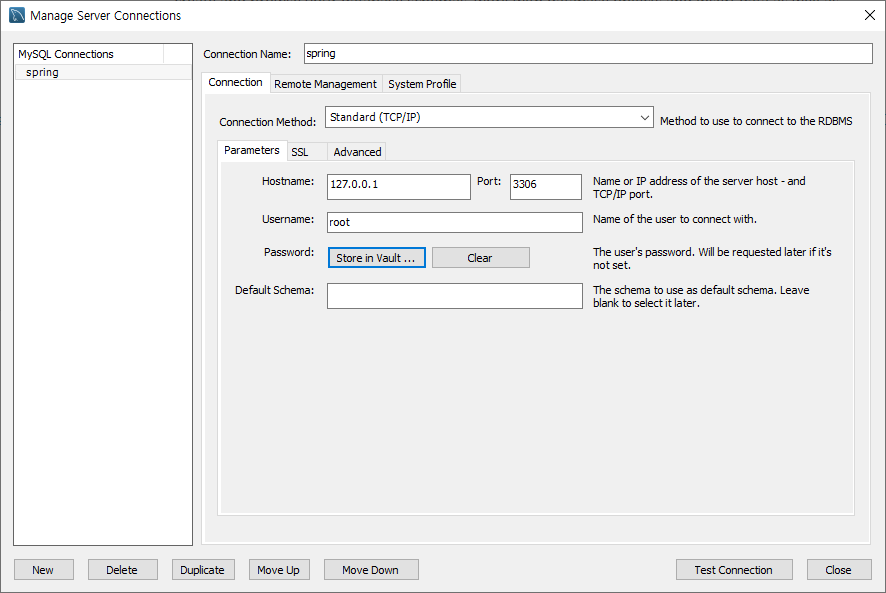 Manage Server Connections
MySQL Connections
spring
Connection Name:
spring
Connection
Remote Management
System Profile
Connection Method:
Standard (TCP/IP)
Method to use to connect to the RDBMS
Parameters
SSL
Advanced
Hostname:
127.0.0.1
Port:
3306
Name or IP address of the server host - and
TCP/IP port.
Username:
root
Name of the user to connect with.
Password:
Store in Vault ...
Clear
The user's password. Will be requested later if it's
not set.
Default Schema:
The schema to use as default schema. Leave
blank to select it later.
New
Delete
Duplicate
Move Up
Move Down
Test Connection
Close